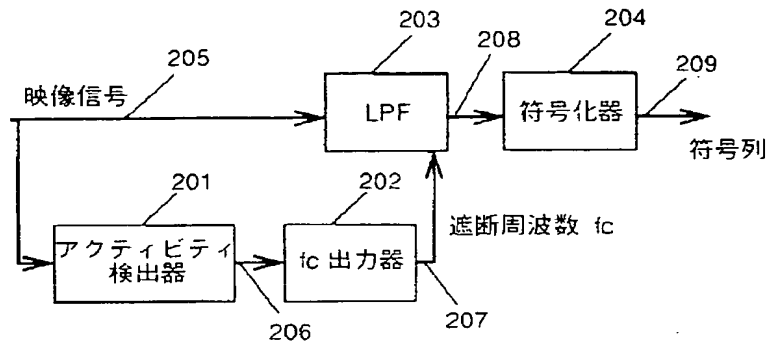 203
208
204
205
209
映像信号
LPF
符号化器
符号列
201
202
アクティビティ
検出器
fc 出力器
遮断周波数 fc
206
207